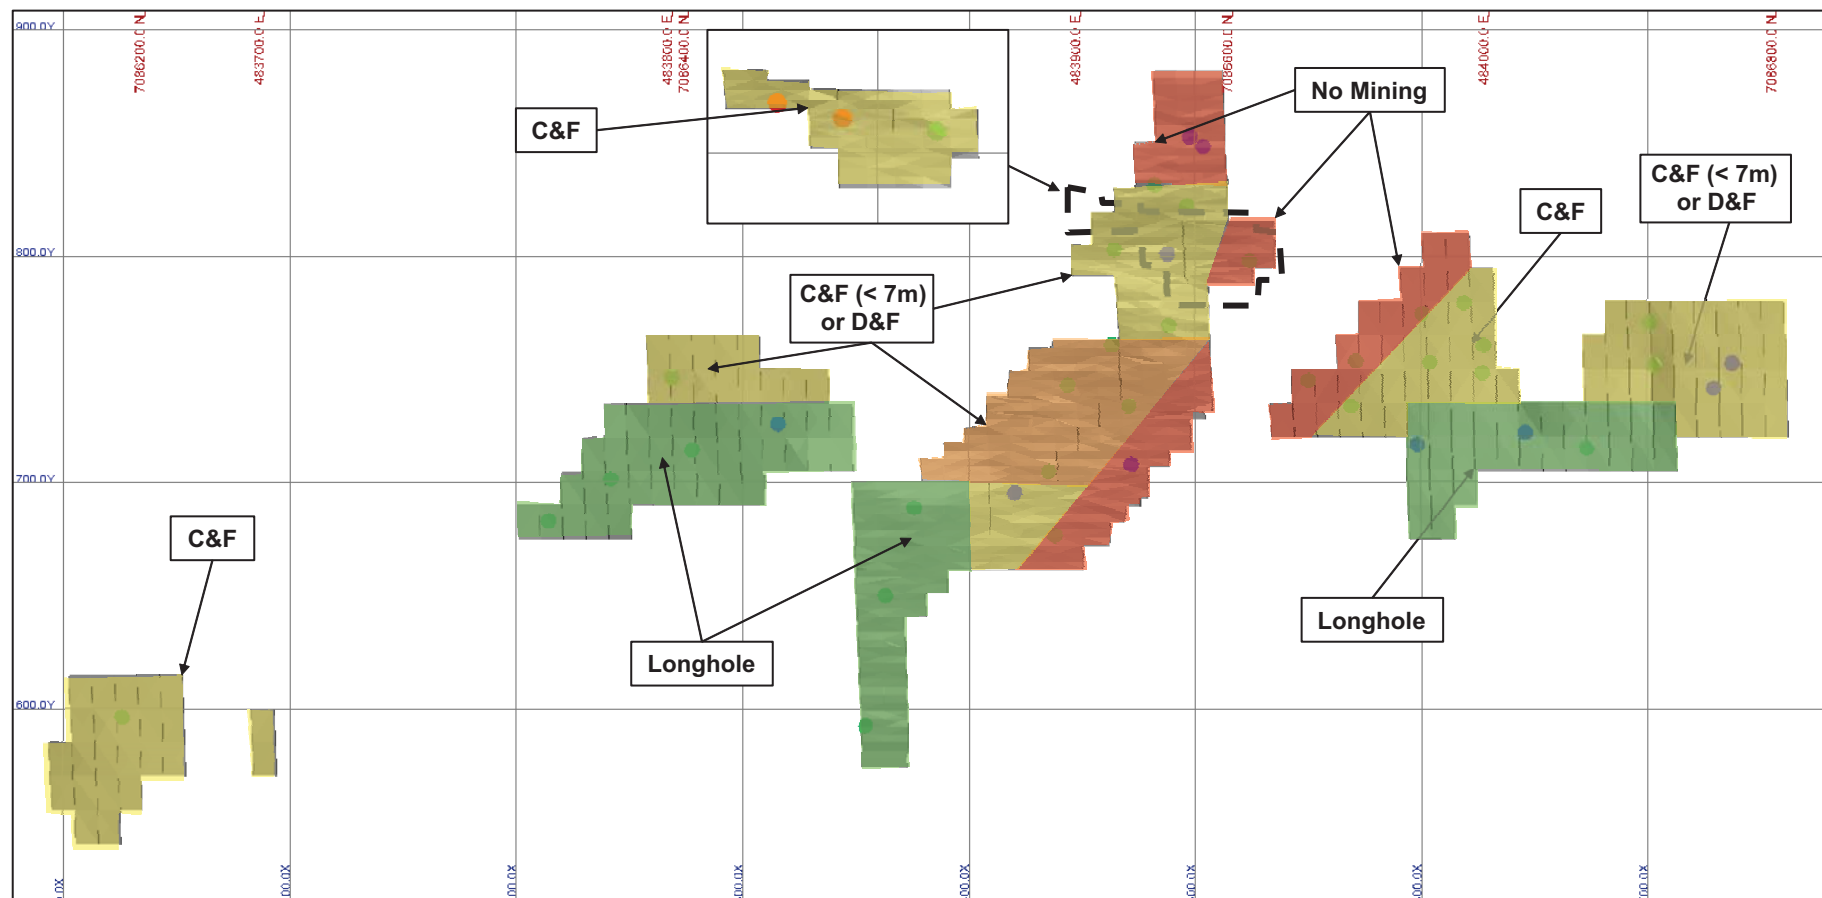 900.0Y
7086200.0 N
483700.0 E
483800.0 E
7086400.0 N
483900.0 E
7086600.0 N
484000.0 E
7086800.0 N
C&F
No Mining
C&F (< 7m)
or D&F
C&F
800.0Y
C&F (< 7m)
or D&F
700.0Y
C&F
Longhole
Longhole
600.0Y